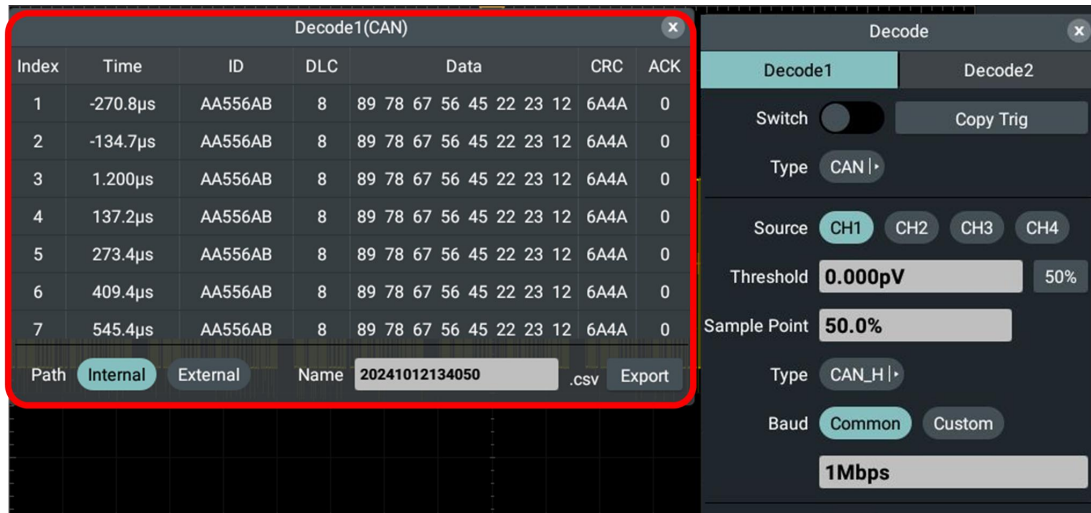 Decode1(CAN)
Index Time ID DLC Data CRC ACK
1 -270.8µs AA556AB 8 89 78 67 56 45 22 23 12 6A4A 0
2 -134.7µs AA556AB 8 89 78 67 56 45 22 23 12 6A4A 0
3 1.200µs AA556AB 8 89 78 67 56 45 22 23 12 6A4A 0
4 137.2µs AA556AB 8 89 78 67 56 45 22 23 12 6A4A 0
5 273.4µs AA556AB 8 89 78 67 56 45 22 23 12 6A4A 0
6 409.4µs AA556AB 8 89 78 67 56 45 22 23 12 6A4A 0
7 545.4µs AA556AB 8 89 78 67 56 45 22 23 12 6A4A 0
Path Internal External Name 20241012134050 .csv Export
Decode
Decode1 Decode2
Switch Copy Trig
Type CAN
Source CH1 CH2 CH3 CH4
Threshold 0.000pV 50%
Sample Point 50.0%
Type CAN_H
Baud Common Custom
1Mbps